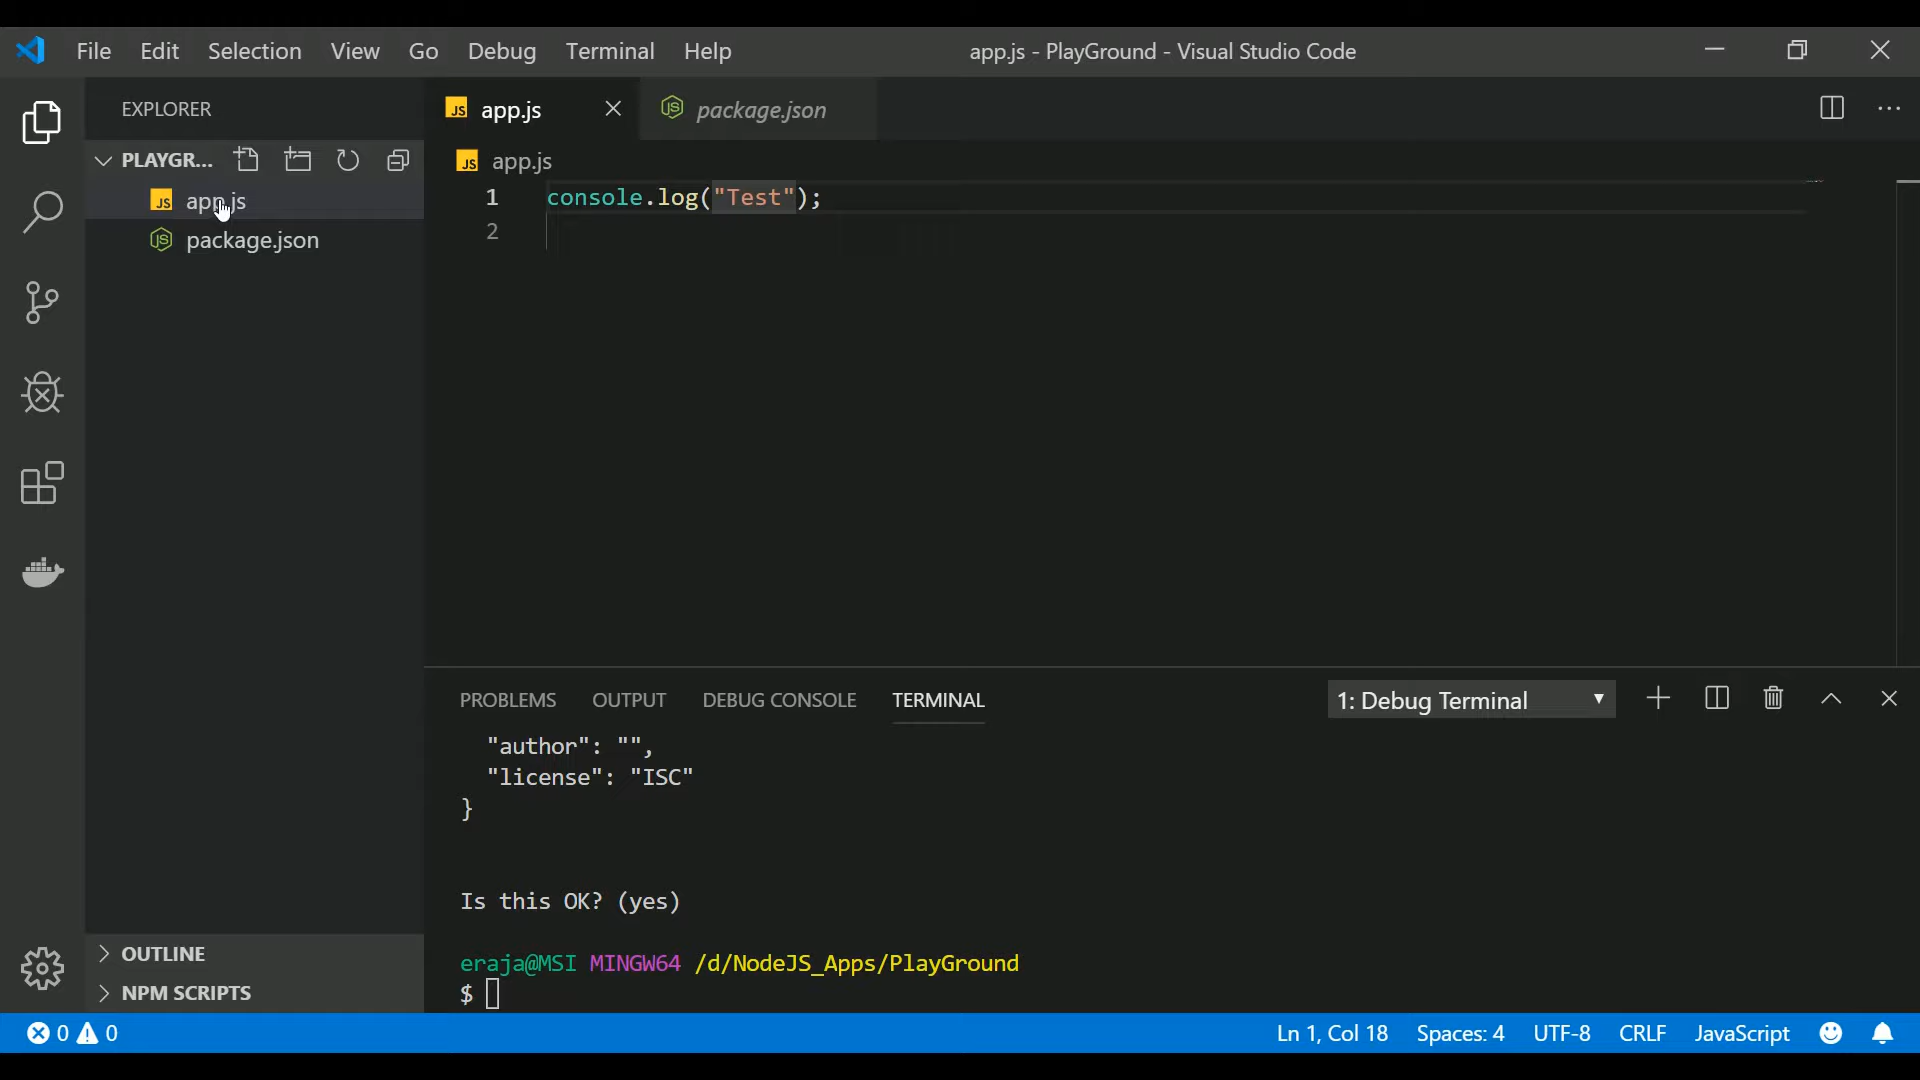 File Edit Selection View Go Debug Terminal Help app.js - PlayGround - Visual Studio Code
EXPLORER
PLAYGR...
app.js
package.json
OUTLINE
NPM SCRIPTS
app.js package.json
app.js
1 console.log("Test");
2
PROBLEMS OUTPUT DEBUG CONSOLE TERMINAL 1: Debug Terminal
"author": "",
"license": "ISC"
}
Is this OK? (yes)
eraja@MSI MINGW64 /d/NodeJS_Apps/PlayGround
$
0 0 Ln 1, Col 18 Spaces: 4 UTF-8 CRLF JavaScript